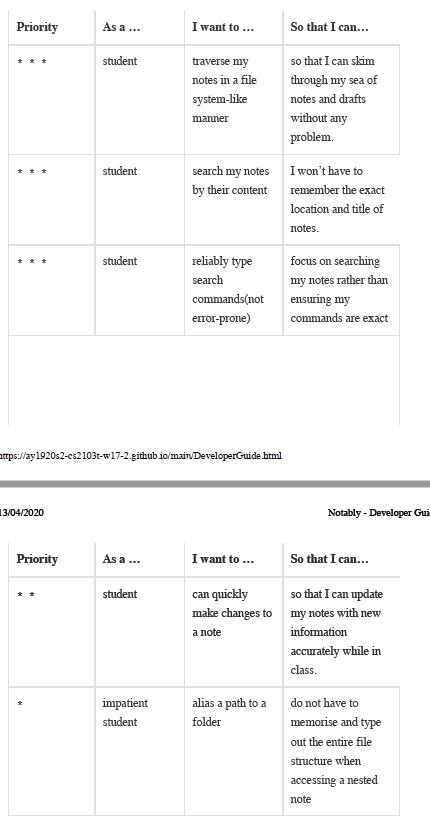 Priority As a … I want to … So that I can…
* * * student traverse my so that I can skim
notes in a file through my sea of
system-like notes and drafts
manner without any
problem.
* * * student search my notes I won’t have to
by their content remember the exact
location and title of
notes.
* * * student reliably type focus on searching
search my notes rather than
commands(not ensuring my
error-prone) commands are exact
https://ay1920s2-cs2103t-w17-2.github.io/main/DeveloperGuide.html
13/04/2020 Notably - Developer Gui
Priority As a … I want to … So that I can…
* * student can quickly so that I can update
make changes to my notes with new
a note information
accurately while in
class.
* impatient alias a path to a do not have to
student folder memorise and type
out the entire file
structure when
accessing a nested
note